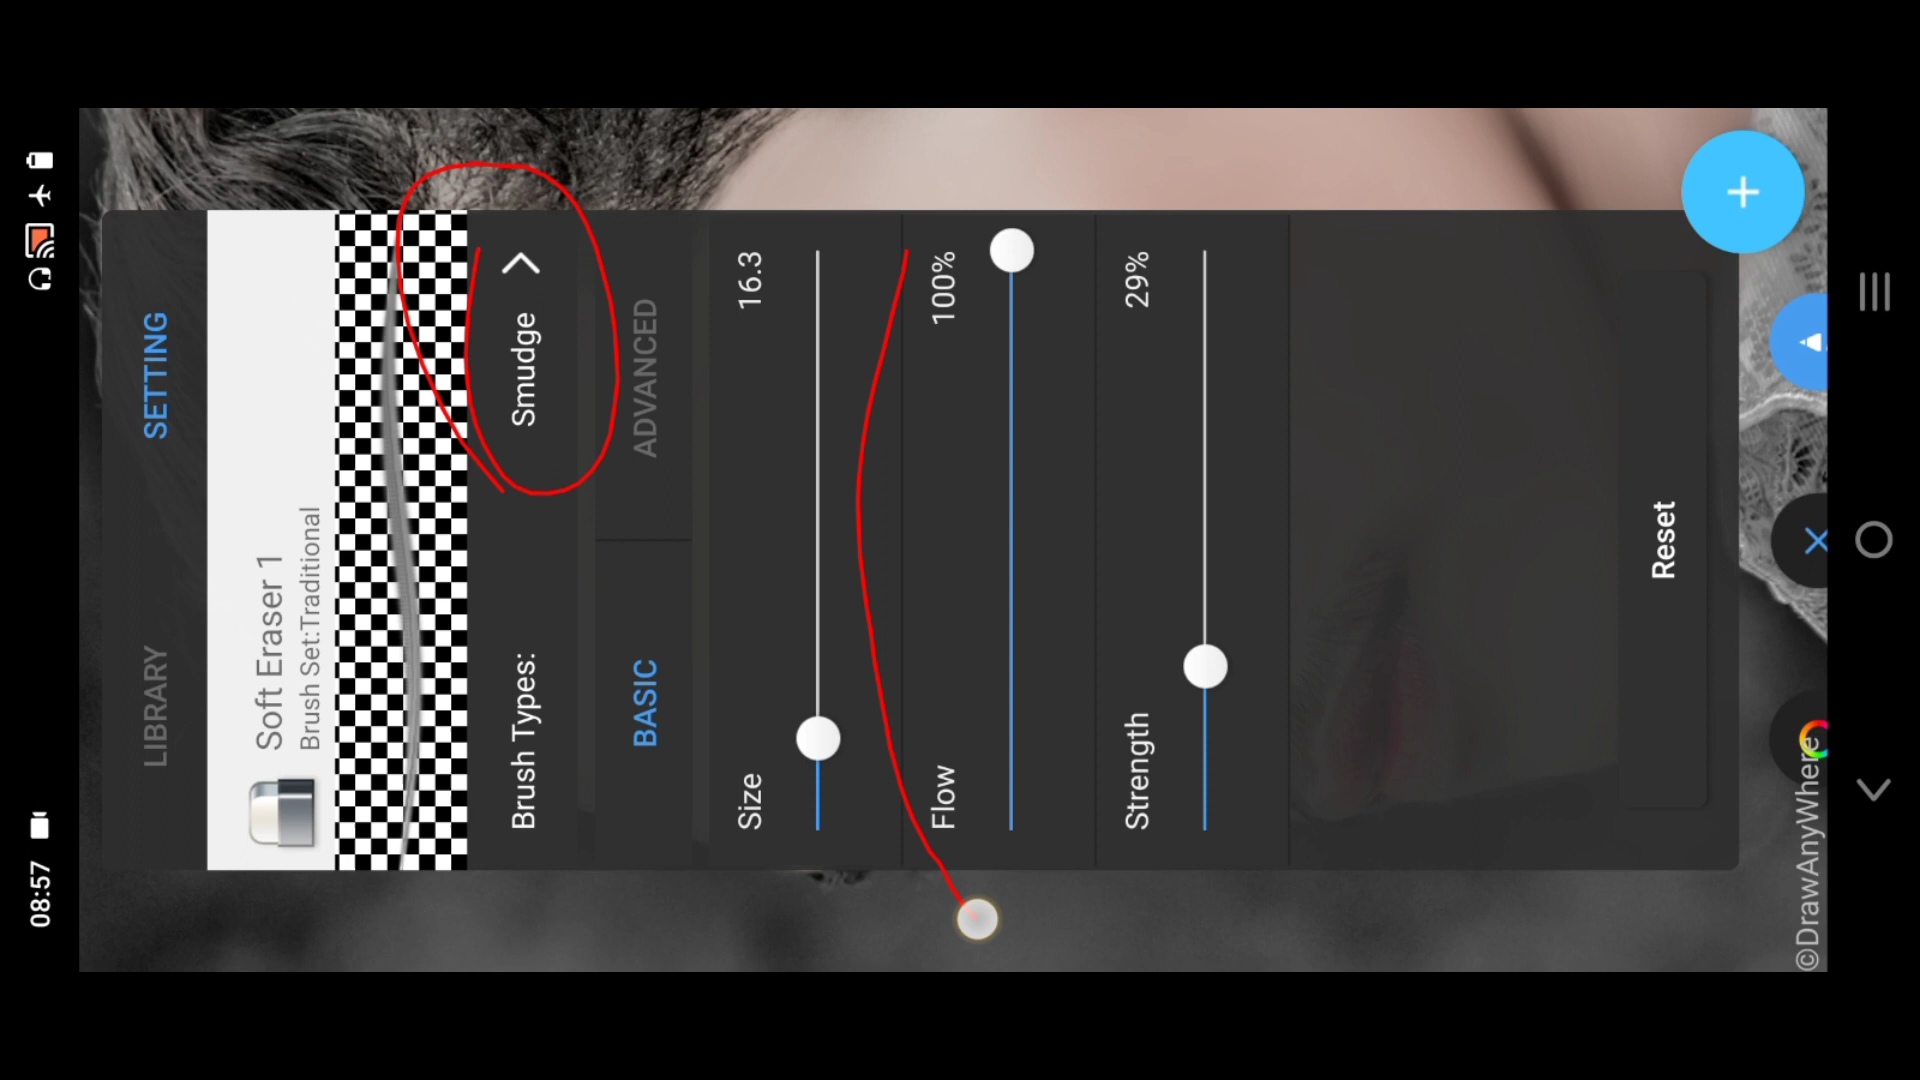 08:57
LIBRARY SETTING
Soft Eraser 1
Brush Set:Traditional
Brush Types: Smudge
BASIC ADVANCED
Size 16.3
Flow 100%
Strength 29%
Reset
©DrawAnyWhere